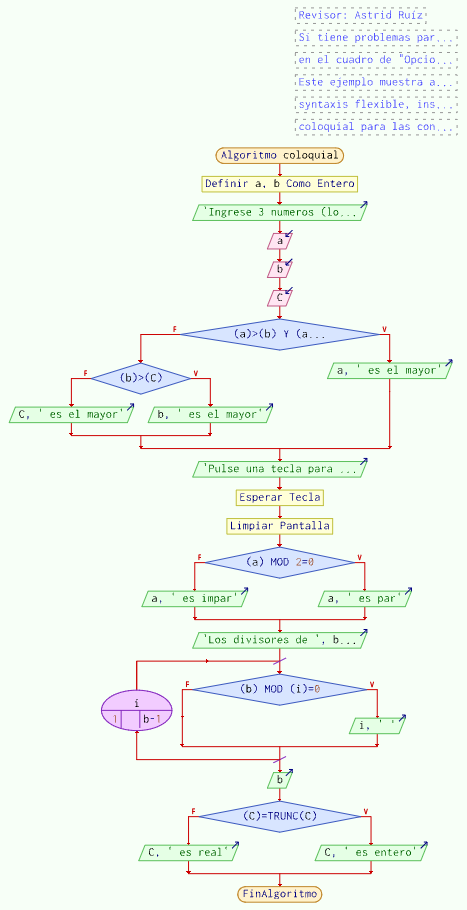 Revisor: Astrid Ruiz
Si tiene problemas par...
en el cuadro de "Opcio...
Este ejemplo muestra a...
syntaxis flexible, ins...
coloquial para las con...
Algoritmo coloquial
Definir a, b Como Entero
'Ingrese 3 numeros (lo...
a
b
C
(a)>(b) Y (a...
F
V
(b)>(C)
F
V
a, ' es el mayor'
C, ' es el mayor'
b, ' es el mayor'
'Pulse una tecla para ...
Esperar Tecla
Limpiar Pantalla
(a) MOD 2=0
F
V
a, ' es impar'
a, ' es par'
'Los divisores de ', b...
i
1
b-1
(b) MOD (i)=0
F
V
i, ' '
b
(C)=TRUNC(C)
F
V
C, ' es real'
C, ' es entero'
FinAlgoritmo